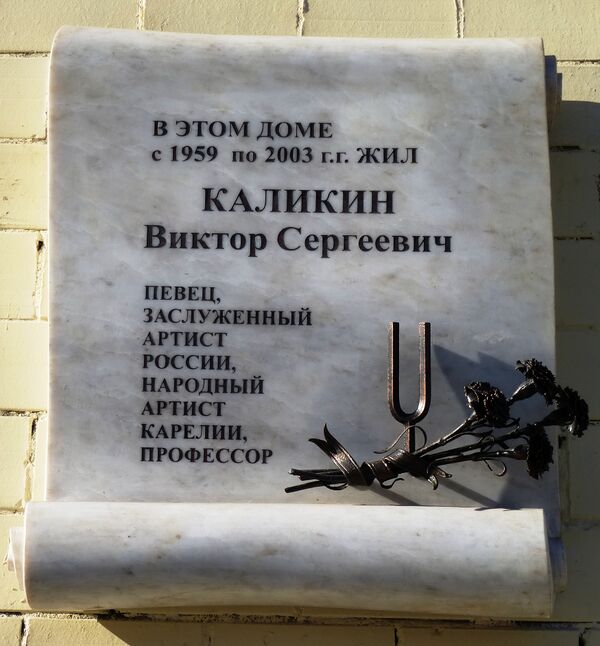 В ЭТОМ ДОМЕ
с 1959 по 2003 г.г. ЖИЛ
КАЛИКИН
Виктор Сергеевич
ПЕВЕЦ,
ЗАСЛУЖЕННЫЙ
АРТИСТ
РОССИИ,
НАРОДНЫЙ
АРТИСТ
КАРЕЛИИ,
ПРОФЕССОР